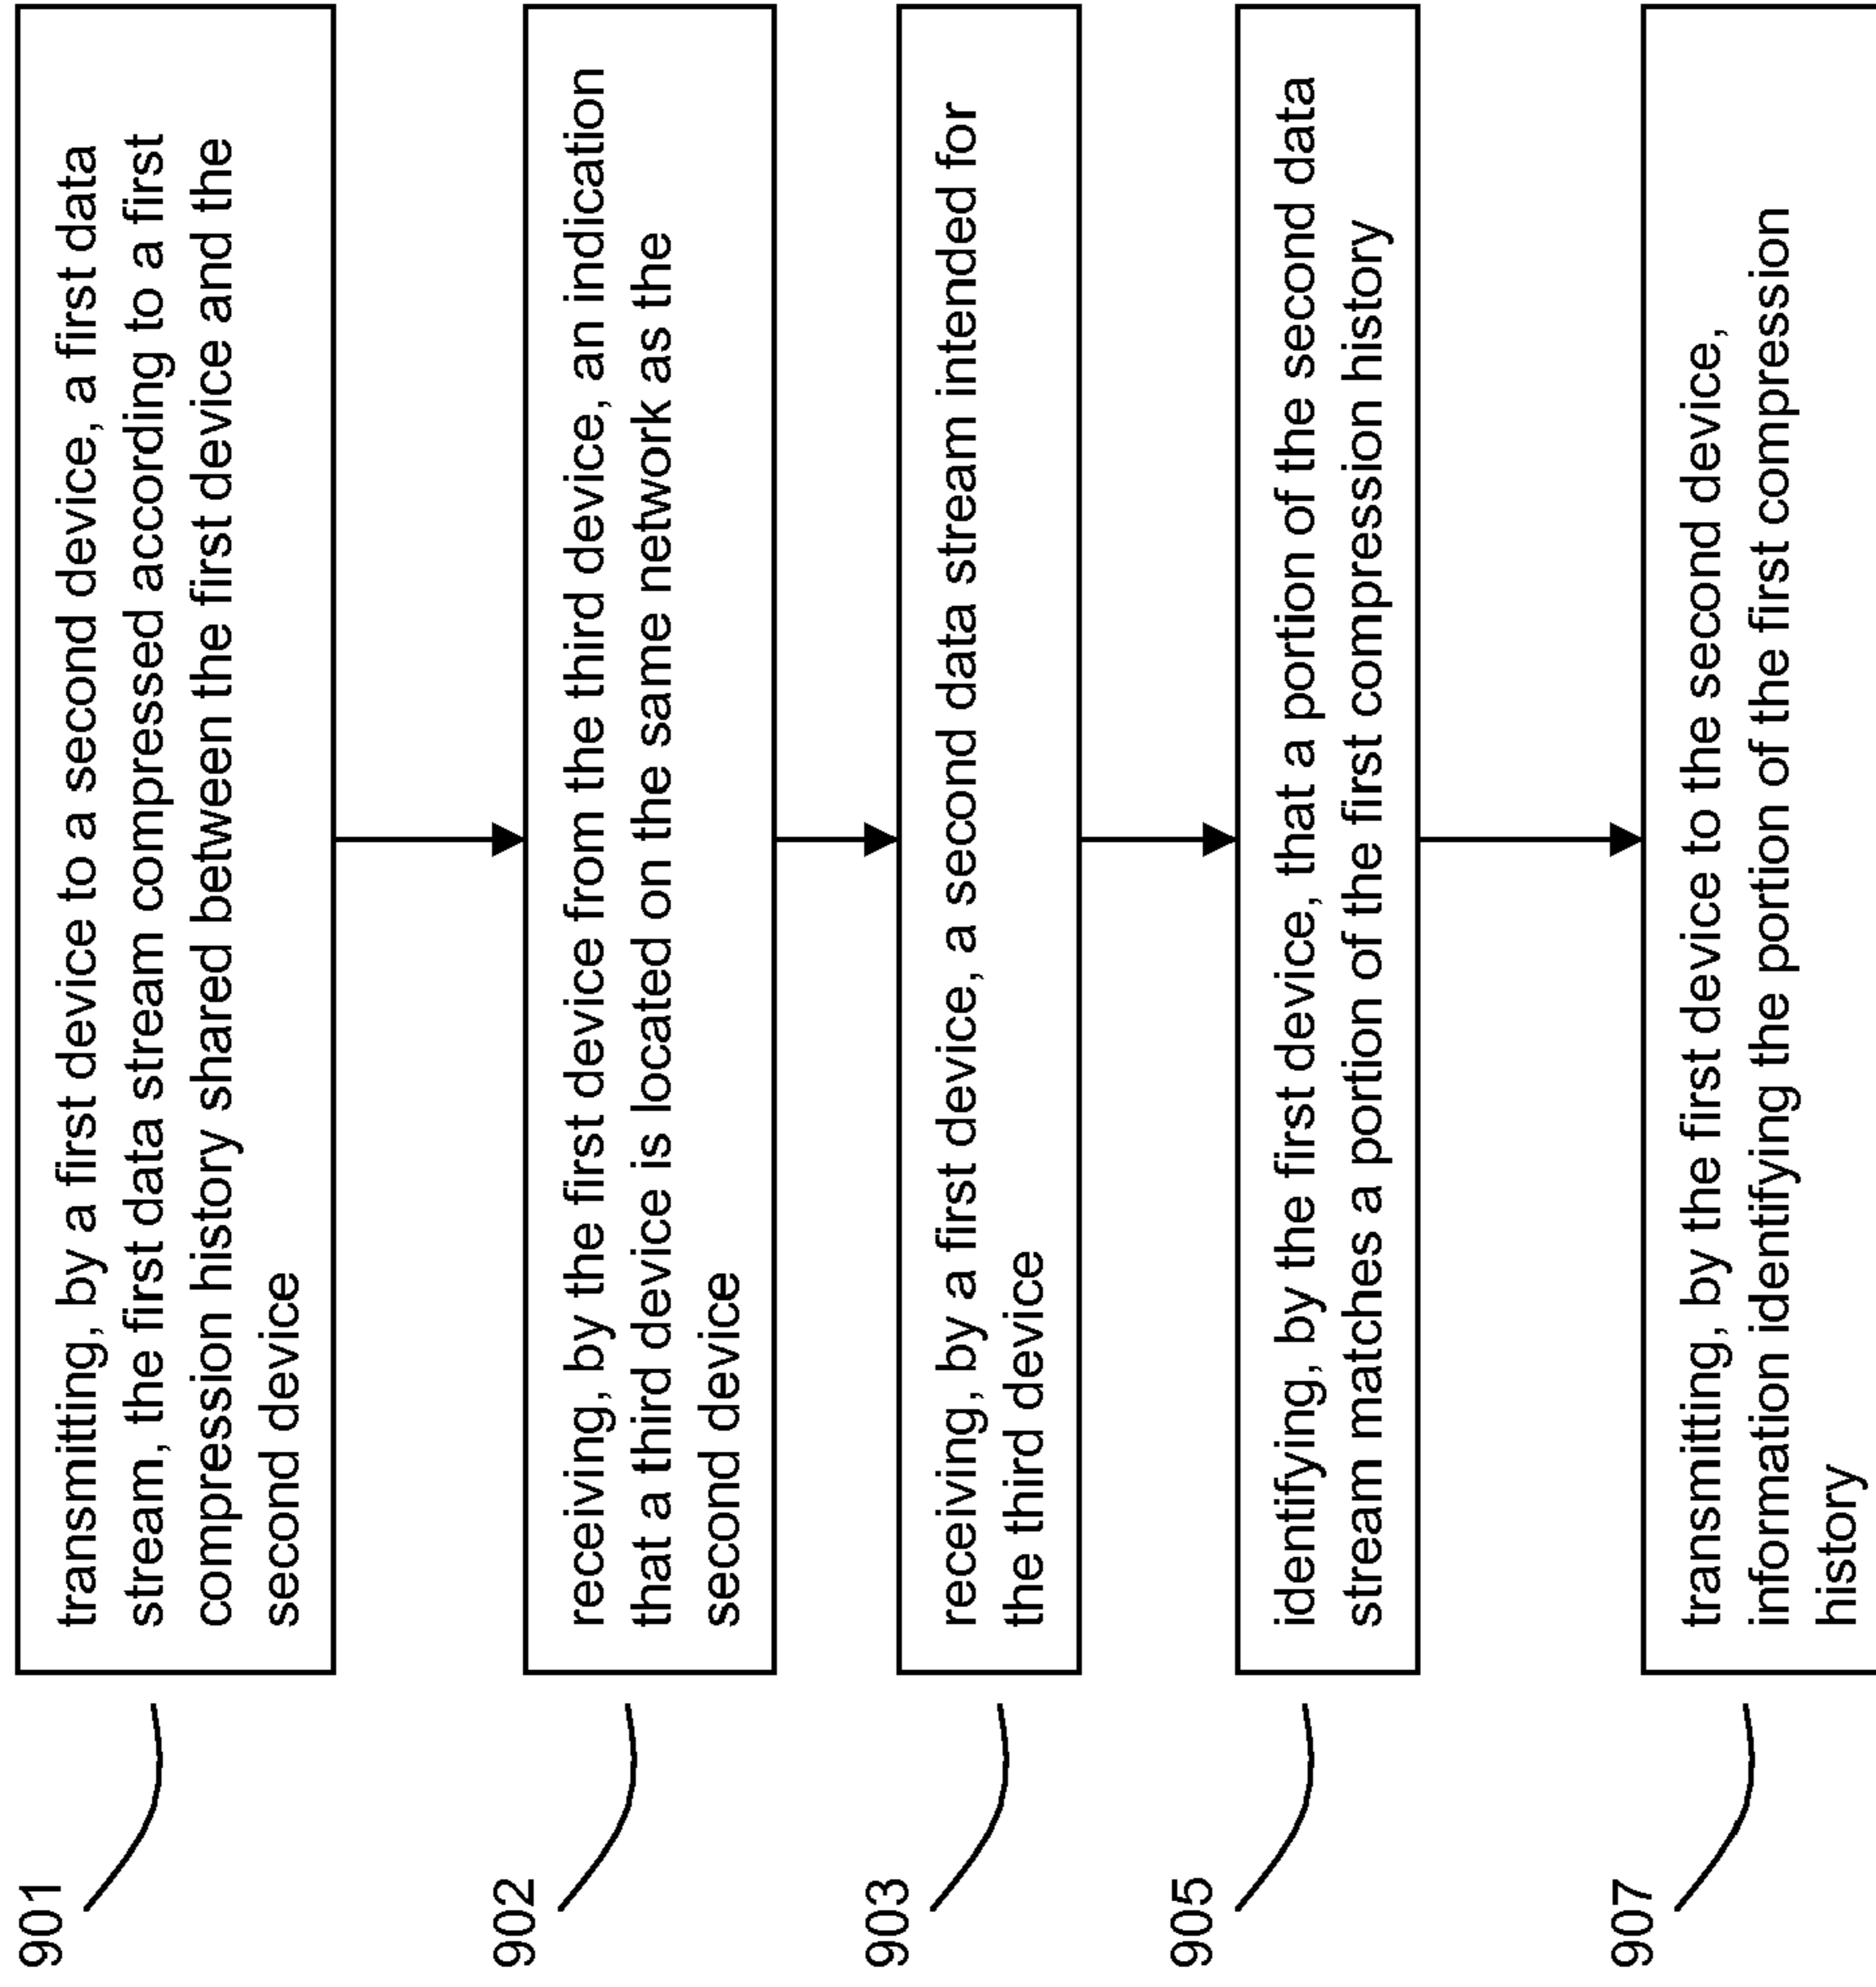 901
transmitting, by a first device to a second device, a first data
stream, the first data stream compressed according to a first
compression history shared between the first device and the
second device
902
receiving, by the first device from the third device, an indication
that a third device is located on the same network as the
second device
903
receiving, by a first device, a second data stream intended for
the third device
905
identifying, by the first device, that a portion of the second data
stream matches a portion of the first compression history
907
transmitting, by the first device to the second device,
information identifying the portion of the first compression
history